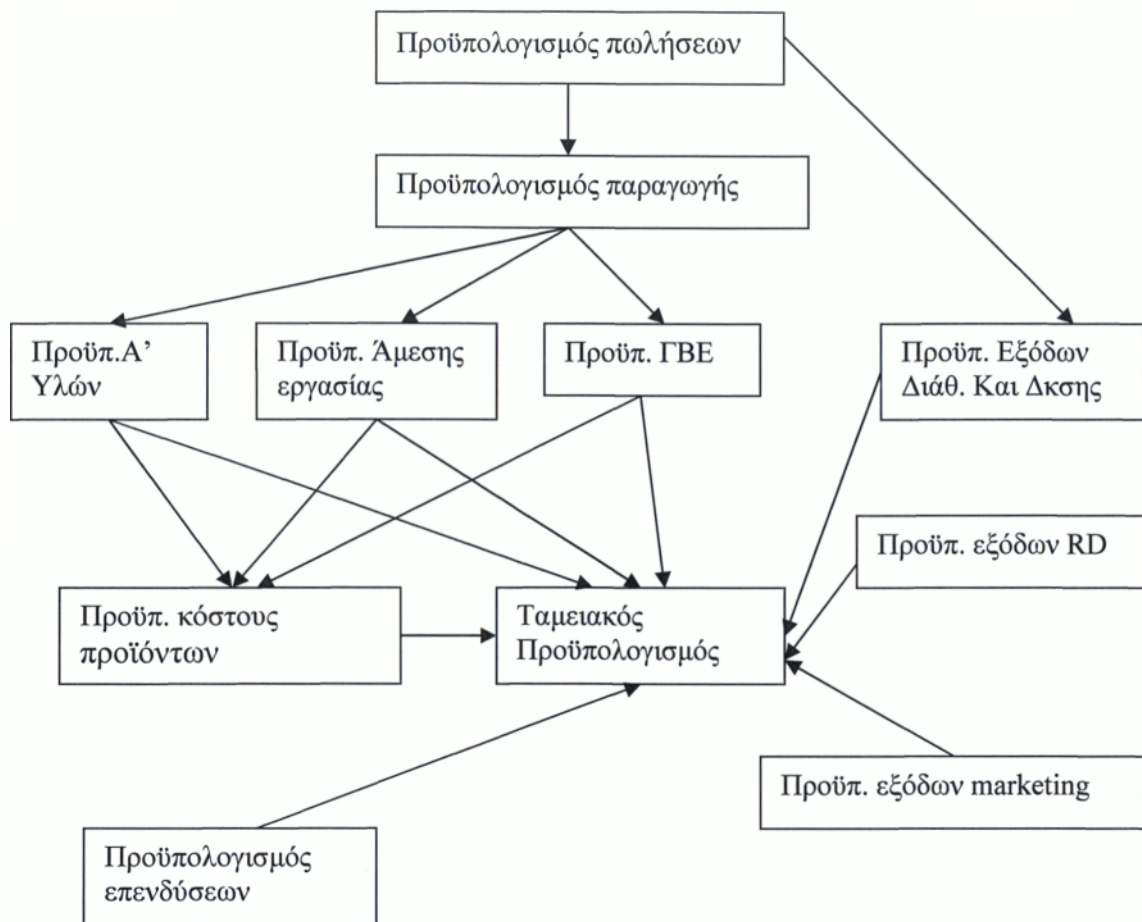 Προϋπολογισμός πωλήσεων
Προϋπολογισμός παραγωγής
Προϋπ.Α’
Υλών
Προϋπ. Άμεσης
εργασίας
Προϋπ. ΓΒΕ
Προϋπ. Εξόδων
Διάθ. Και Δκσης
Προϋπ. εξόδων RD
Προϋπ. κόστους
προϊόντων
Ταμειακός
Προϋπολογισμός
Προϋπ. εξόδων marketing
Προϋπολογισμός
επενδύσεων